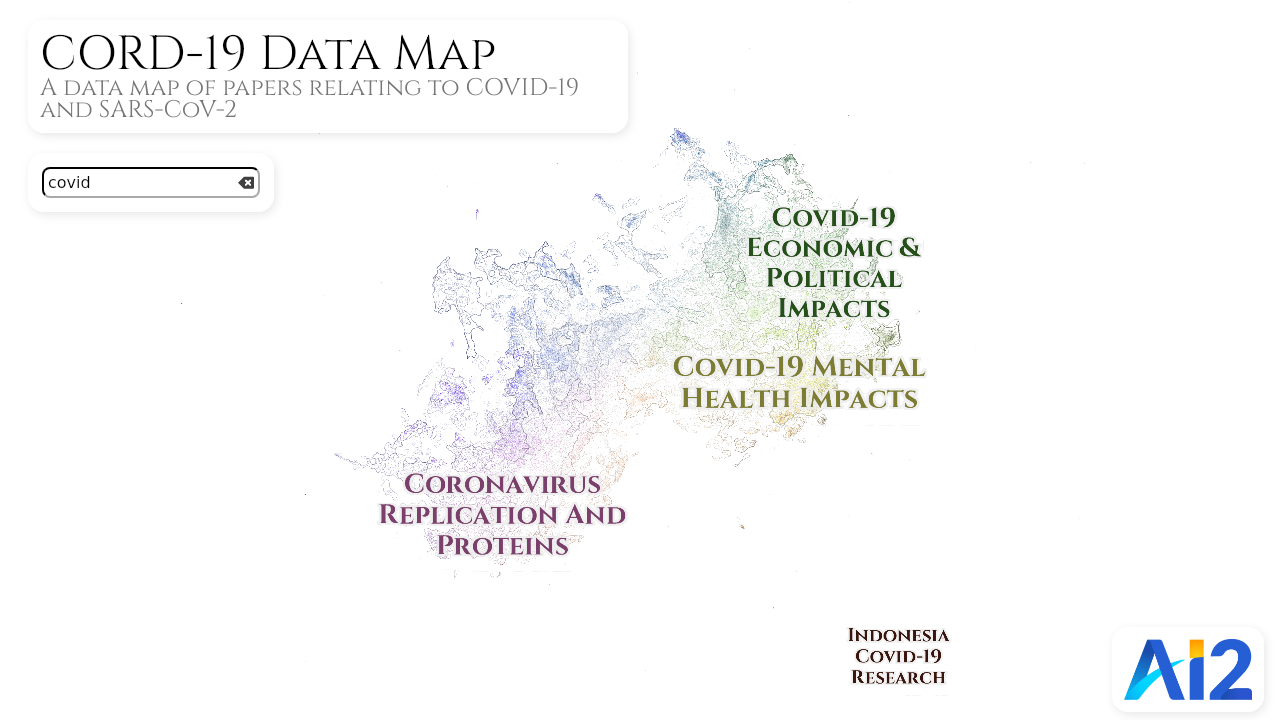 CORD-19 Data Map
A data map of papers relating to COVID-19
and SARS-CoV-2
covid
Covid-19
Economic &
Political
Impacts
Covid-19 Mental
Health Impacts
Coronavirus
Replication And
Proteins
Indonesia
Covid-19
Research
Ai2